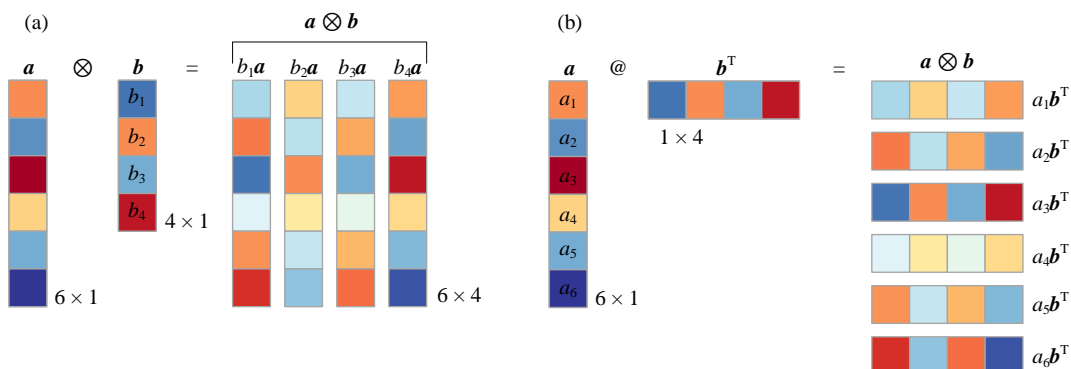 (a)
a ⊗ b
a ⊗ b = b₁a b₂a b₃a b₄a
b₁
b₂
b₃
b₄
4 × 1
6 × 1
6 × 4
(b)
a @ bᵀ = a ⊗ b
a₁
a₂
a₃
a₄
a₅
a₆
6 × 1
1 × 4
a₁bᵀ
a₂bᵀ
a₃bᵀ
a₄bᵀ
a₅bᵀ
a₆bᵀ